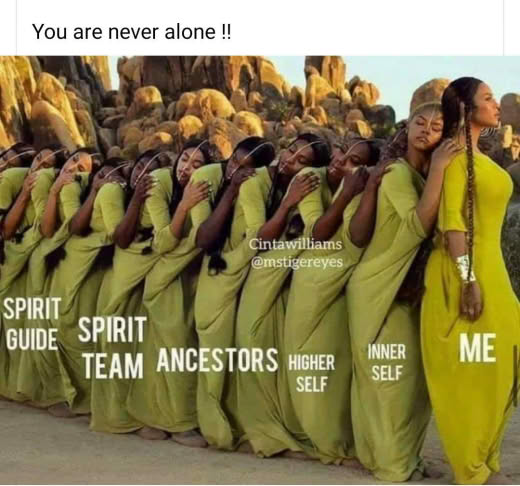 You are never alone !!
Cintawilliams
@mstigereyes
SPIRIT
GUIDE
SPIRIT
TEAM
ANCESTORS
HIGHER
SELF
INNER
SELF
ME